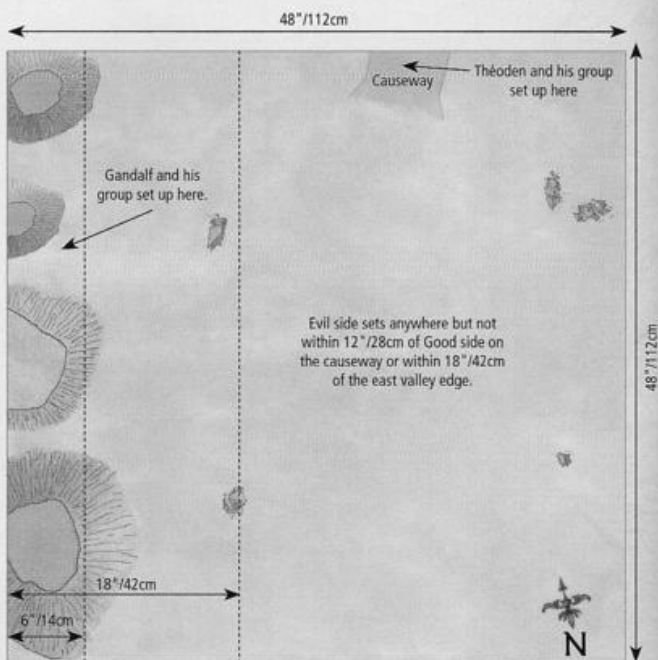 48"/112cm
Causeway
Théoden and his group
set up here
Gandalf and his
group set up here.
Evil side sets anywhere but not
within 12"/28cm of Good side on
the causeway or within 18"/42cm
of the east valley edge.
48"/112cm
18"/42cm
6"/14cm
N